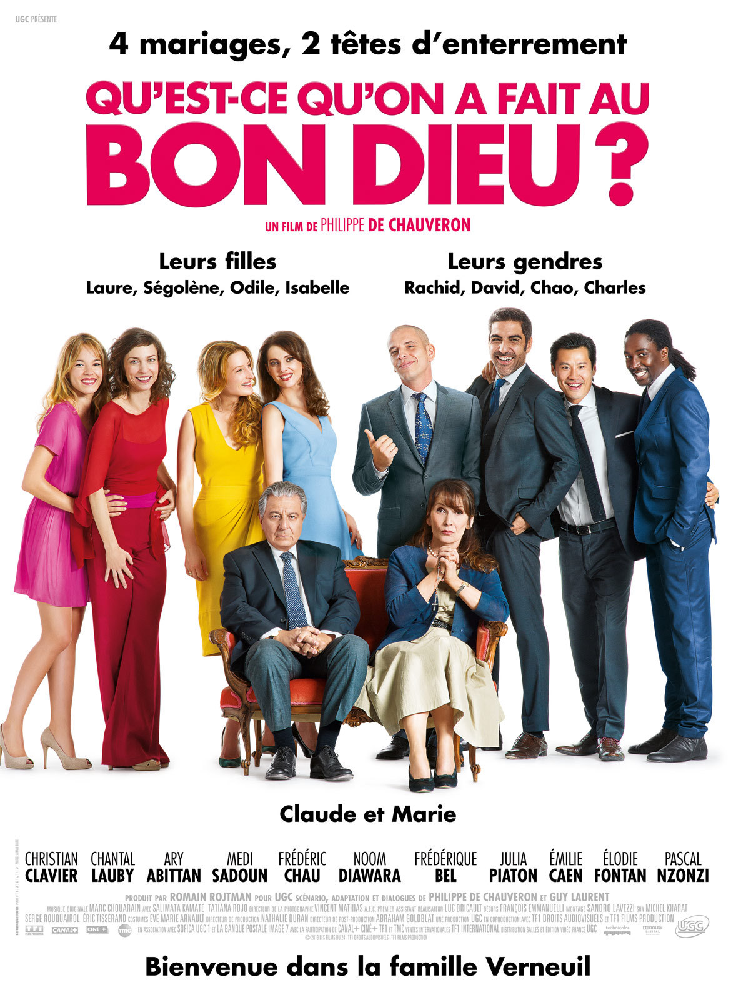 UGC PRÉSENTE
4 mariages, 2 têtes d'enterrement
QU'EST-CE QU'ON A FAIT AU
BON DIEU ?
UN FILM DE PHILIPPE DE CHAUVERON
Leurs filles
Laure, Ségolène, Odile, Isabelle
Leurs gendres
Rachid, David, Chao, Charles
Claude et Marie
CHRISTIAN CLAVIER CHANTAL LAUBY ARY ABITTAN MEDI SADOUN FRÉDÉRIC CHAU NOOM DIAWARA FRÉDÉRIQUE BEL JULIA PIATON ÉMILIE CAEN ÉLODIE FONTAN PASCAL NZONZI
PRODUIT PAR ROMAIN ROJTMAN POUR UGC SCÉNARIO, ADAPTATION ET DIALOGUES DE PHILIPPE DE CHAUVERON ET GUY LAURENT
MUSIQUE ORIGINALE MARC CHOUARAIN AVEC SALIMATA KAMATE TATIANA ROJO DIRECTEUR DE LA PHOTOGRAPHIE VINCENT MATHIAS A.F.C. PREMIER ASSISTANT RÉALISATEUR LUC BRICAULT DÉCORS FRANÇOIS EMMANUELLI MONTAGE SANDRO LAVEZZI SON MICHEL KHARAT
SERGE ROUQUAIROL ÉRIC TISSERAND COSTUMES EVE MARIE ARNAULT DIRECTEUR DE PRODUCTION NATHALIE DURAN DIRECTEUR DE POST-PRODUCTION ABRAHAM GOLDBLAT UNE PRODUCTION UGC EN COPRODUCTION AVEC TF1 DROITS AUDIOVISUELS ET TF1 FILMS PRODUCTION
TF1 FILMS PRODUCTION CANAL+ CINÉ+ TMC
EN ASSOCIATION AVEC SOFICA UGC 1 ET LA BANQUE POSTALE IMAGE 7 AVEC LA PARTICIPATION DE CANAL+ CINÉ+ TF1 ET TMC VENTES INTERNATIONALES TF1 INTERNATIONAL DISTRIBUTION SALLES ET ÉDITION VIDÉO FRANCE UGC
technicolor DOLBY DIGITAL UGC
© 2013 LES FILMS DU 24 - TF1 DROITS AUDIOVISUELS - TF1 FILMS PRODUCTION
Bienvenue dans la famille Verneuil